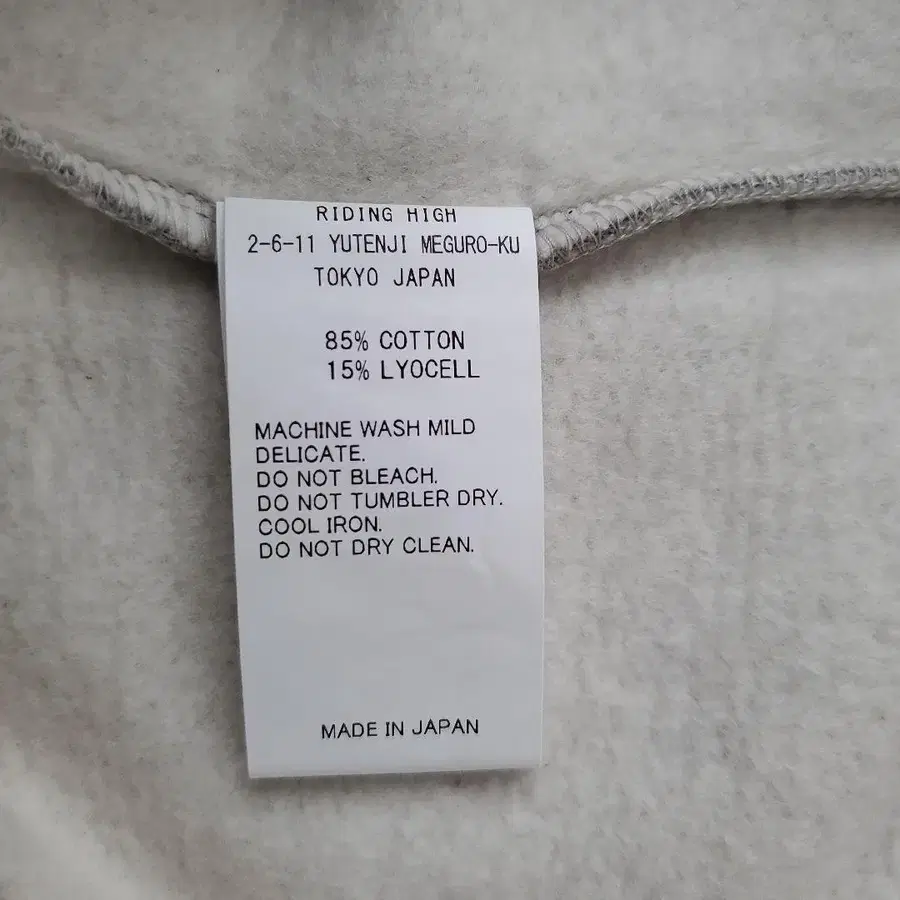 RIDING HIGH
2-6-11 YUTENJI MEGURO-KU
TOKYO JAPAN
85% COTTON
15% LYOCELL
MACHINE WASH MILD
DELICATE.
DO NOT BLEACH.
DO NOT TUMBLER DRY.
COOL IRON.
DO NOT DRY CLEAN.
MADE IN JAPAN